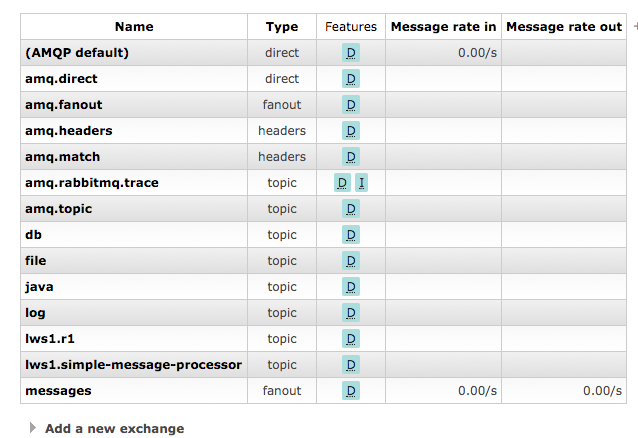 Name Type Features Message rate in Message rate out +
(AMQP default) direct D 0.00/s
amq.direct direct D
amq.fanout fanout D
amq.headers headers D
amq.match headers D
amq.rabbitmq.trace topic D I
amq.topic topic D
db topic D
file topic D
java topic D
log topic D
lws1.r1 topic D
lws1.simple-message-processor topic D
messages fanout D 0.00/s 0.00/s
Add a new exchange